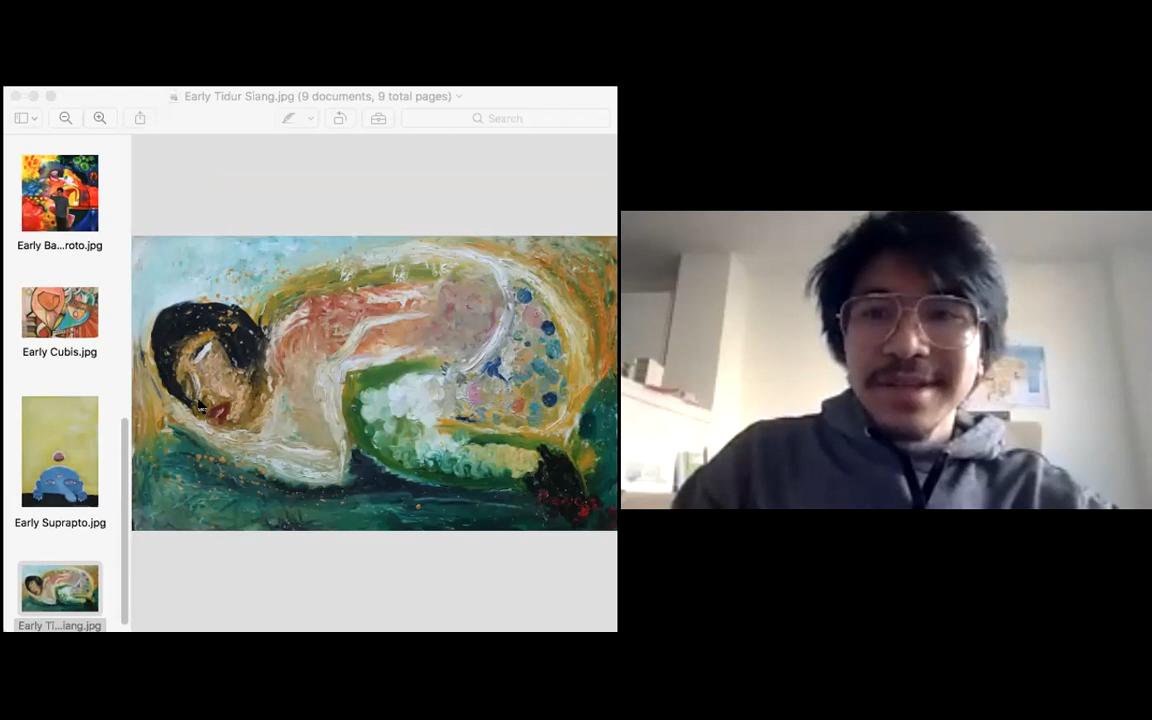 Early Tidur Siang.jpg (9 documents, 9 total pages)
Search
Early Ba...roto.jpg
Early Cubis.jpg
Early Suprapto.jpg
Early Ti...iang.jpg